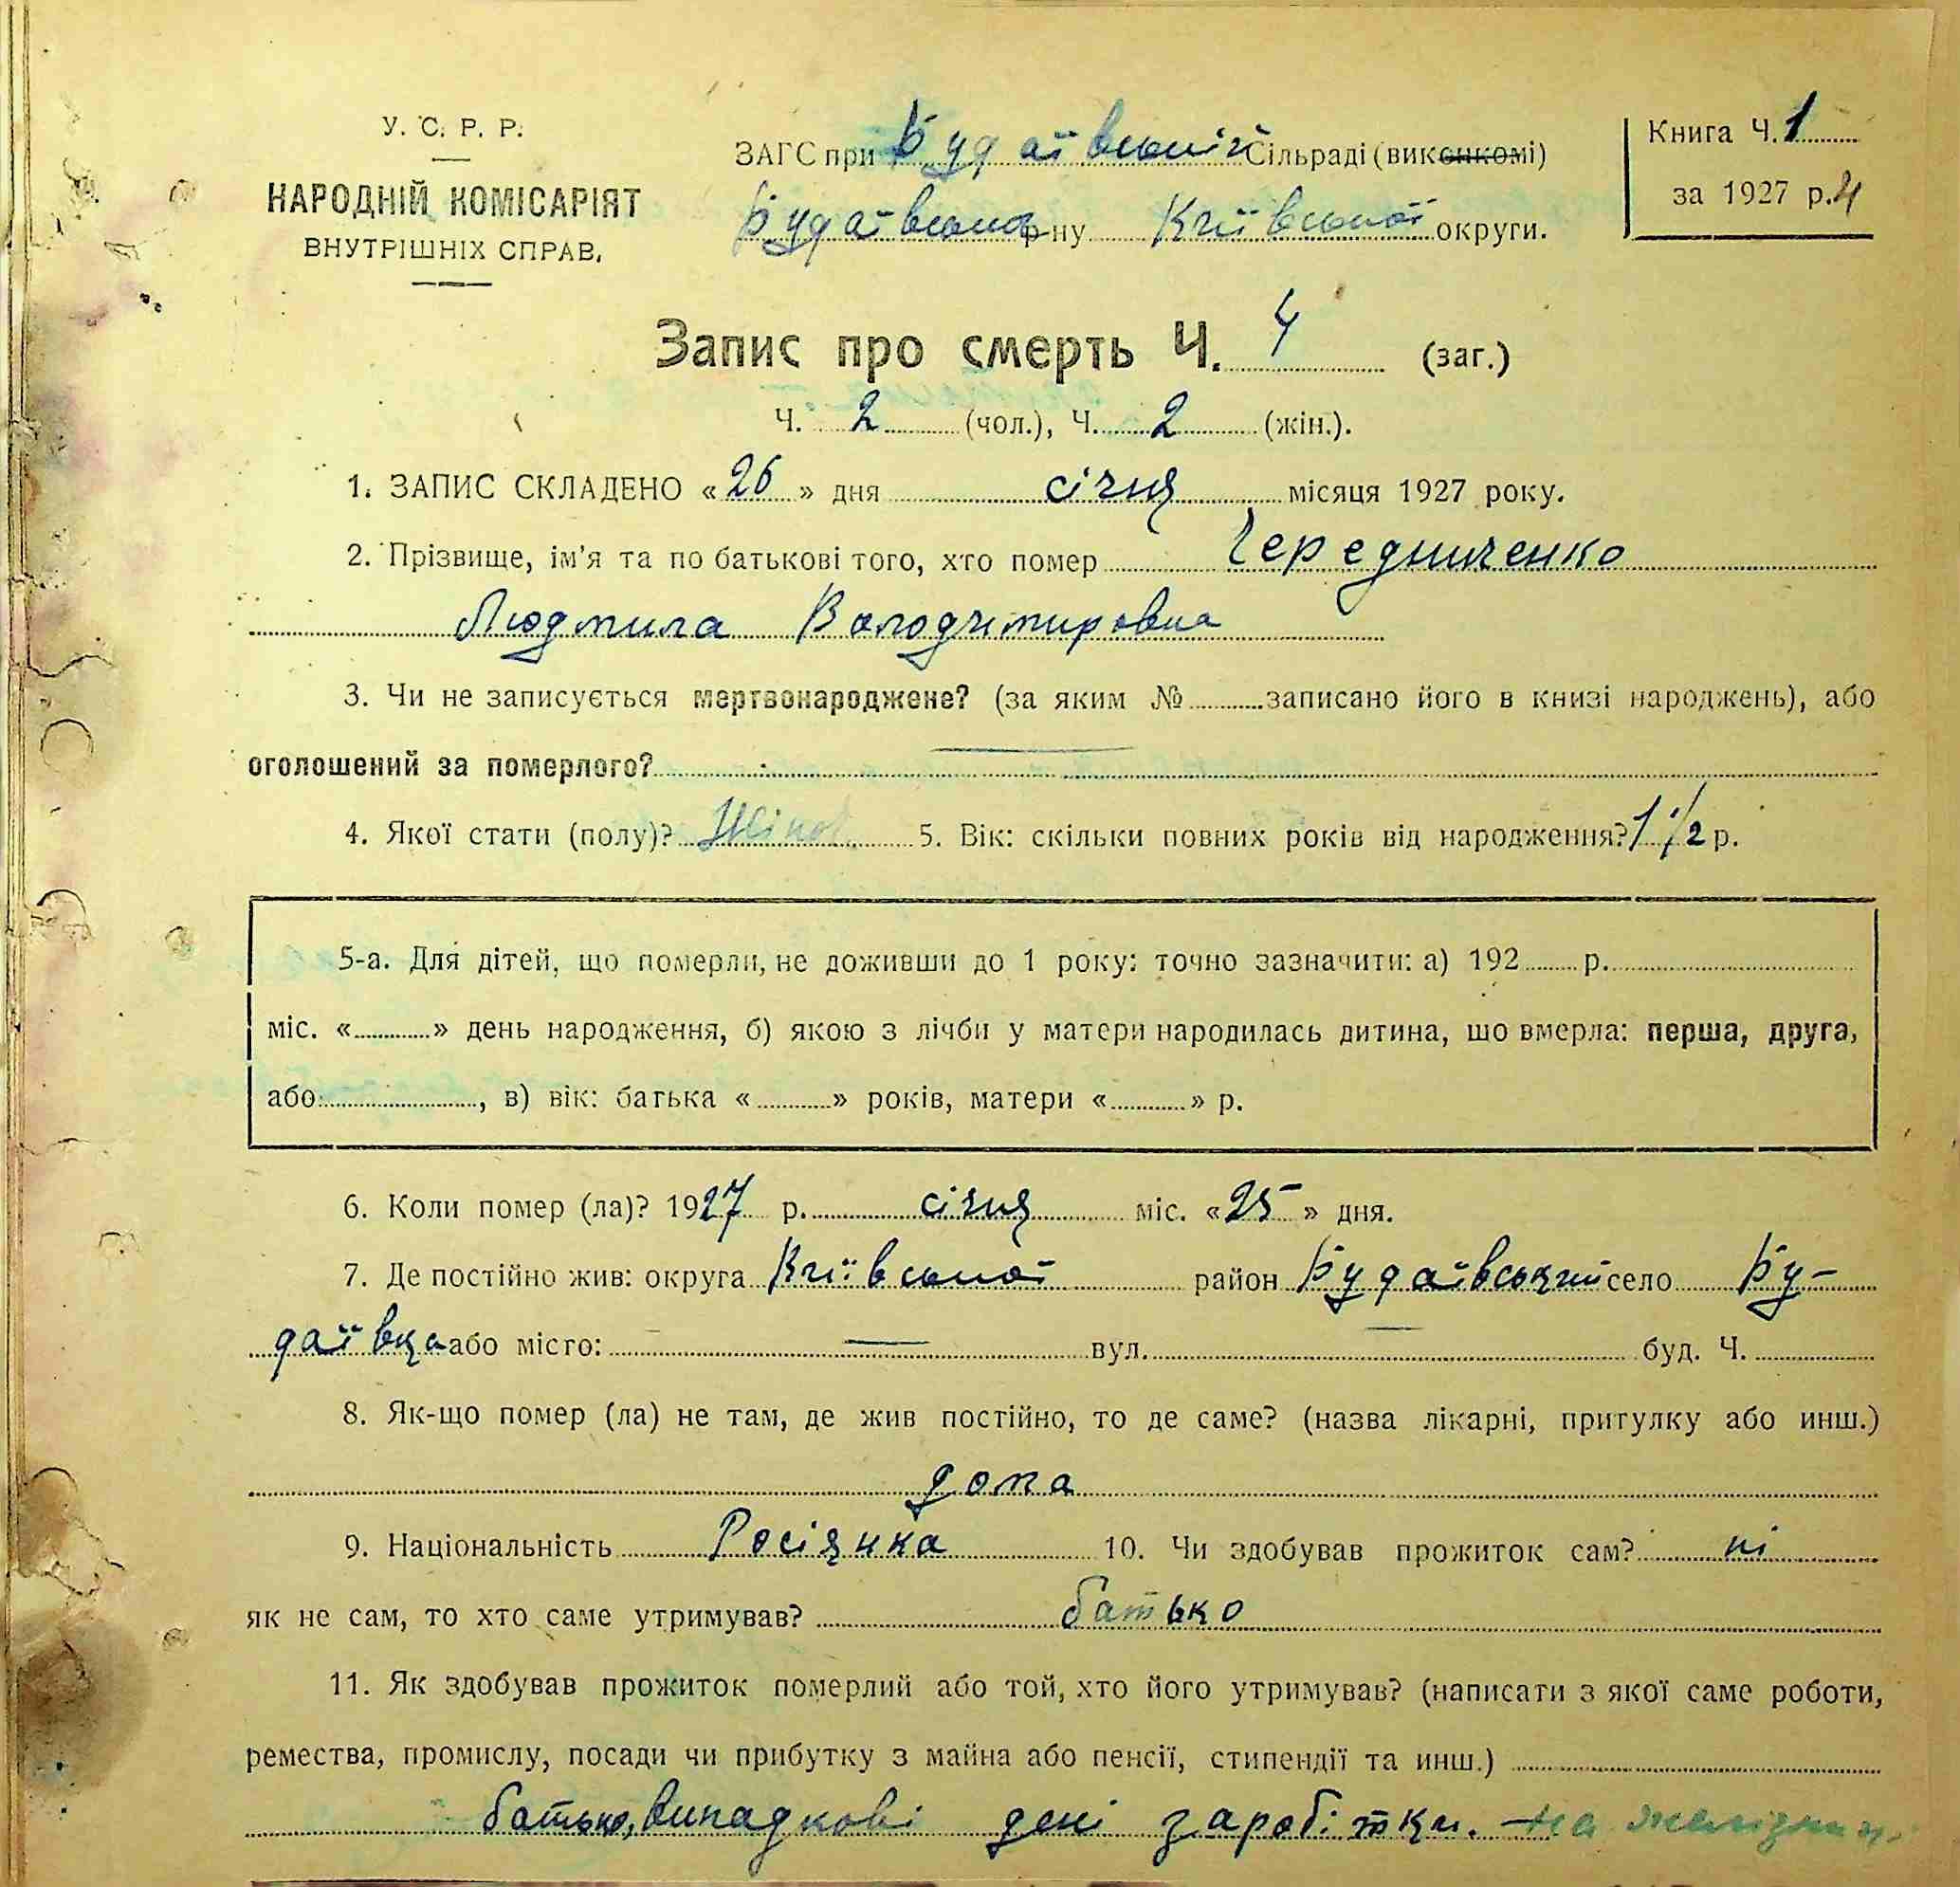 У. С. Р. Р.
НАРОДНІЙ КОМІСАРІЯТ
ВНУТРІШНІХ СПРАВ.
ЗАГС при Будаївській Сільраді (виконкомі)
Будаївського р-ну Київської округи.
Книга Ч. 1
за 1927 р.
Запис про смерть Ч. 4 (заг.)
Ч. 2 (чол.), Ч. 2 (жін.).
1. ЗАПИС СКЛАДЕНО «26» дня січня місяця 1927 року.
2. Прізвище, ім’я та по батькові того, хто помер Чередниченко
Людмила Володимировна
3. Чи не записується мертвонароджене? (за яким № записано його в книзі народжень), або
оголошений за померлого? —
4. Якої стати (полу)? Жіноч. 5. Вік: скільки повних років від народження? 1 1/2 р.
5-а. Для дітей, що померли, не доживши до 1 року: точно зазначити: а) 192 р.
міс. « » день народження, б) якою з лічби у матери народилась дитина, шо вмерла: перша, друга,
або , в) вік: батька « » років, матери « » р.
6. Коли помер (ла)? 1927 р. січня міс. «25» дня.
7. Де постійно жив: округа Київської район Будаївський село Бу-
даївка або місто: — вул. — буд. Ч.
8. Як-що помер (ла) не там, де жив постійно, то де саме? (назва лікарні, притулку або инш.)
дома
9. Національність Росіянка 10. Чи здобував прожиток сам? ні
як не сам, то хто саме утримував? батько
11. Як здобував прожиток померлий або той, хто його утримував? (написати з якої саме роботи,
ремества, промислу, посади чи прибутку з майна або пенсії, стипендії та инш.)
батько, випадкові дені заробітки. на